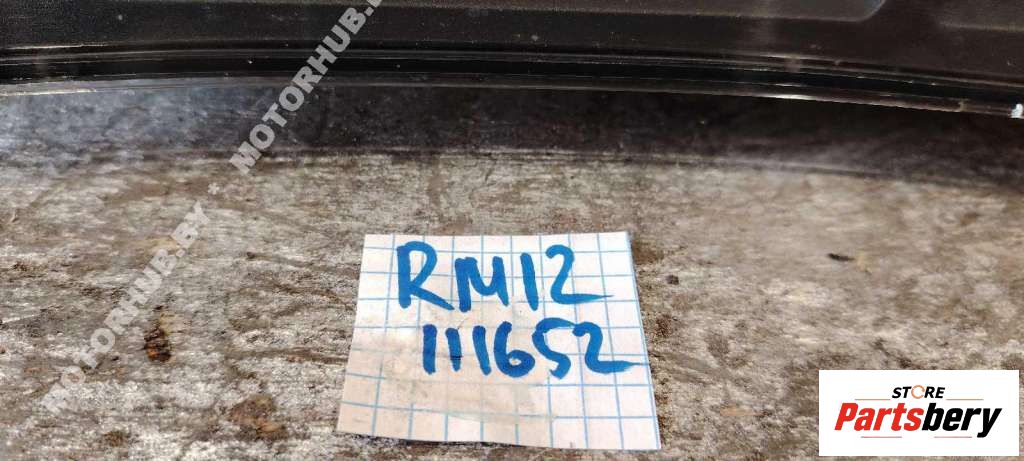 MOTORHUB.BY * MOTORHUB.BY
RM12
111652
STORE
Partsbery